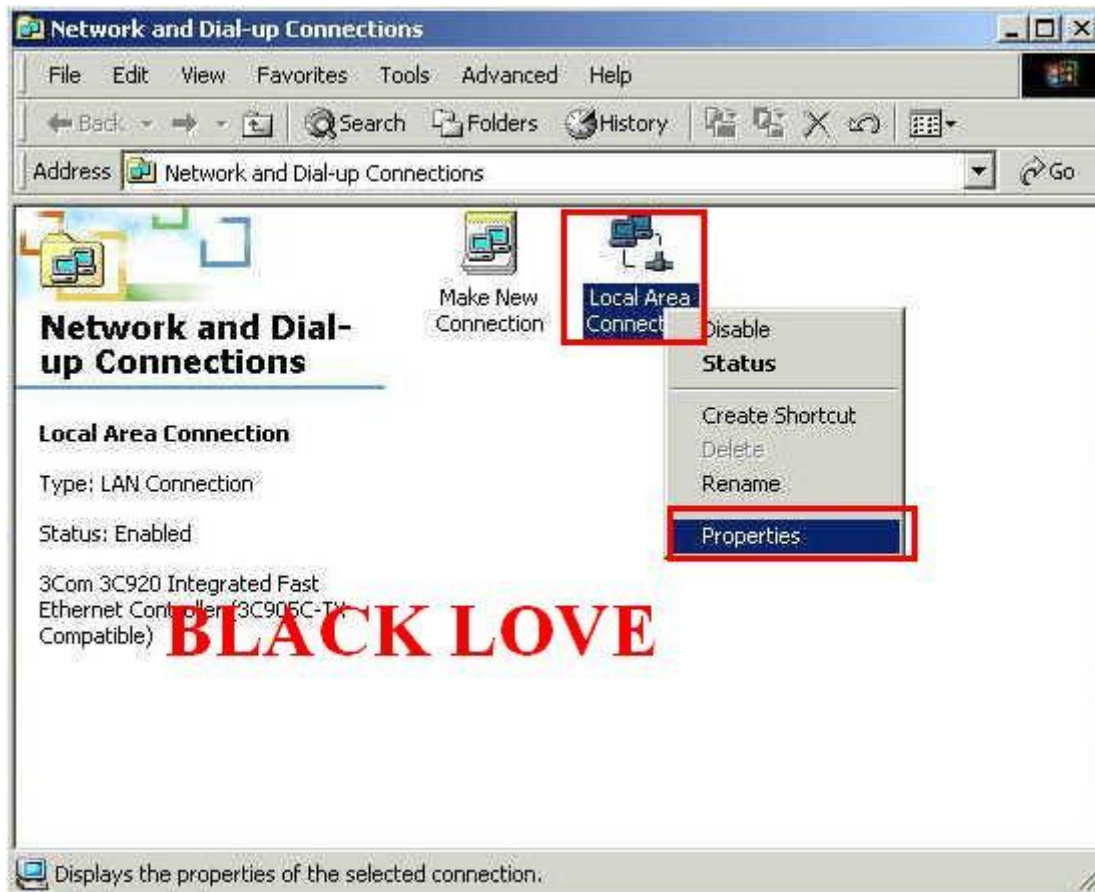 Network and Dial-up Connections
File Edit View Favorites Tools Advanced Help
Back Search Folders History
Address Network and Dial-up Connections Go
Make New
Connection
Local Area
Connect
Network and Dial-
up Connections
Disable
Status
Create Shortcut
Delete
Rename
Properties
Local Area Connection
Type: LAN Connection
Status: Enabled
3Com 3C920 Integrated Fast
Ethernet Controller (3C905C-TX
Compatible)
BLACK LOVE
Displays the properties of the selected connection.